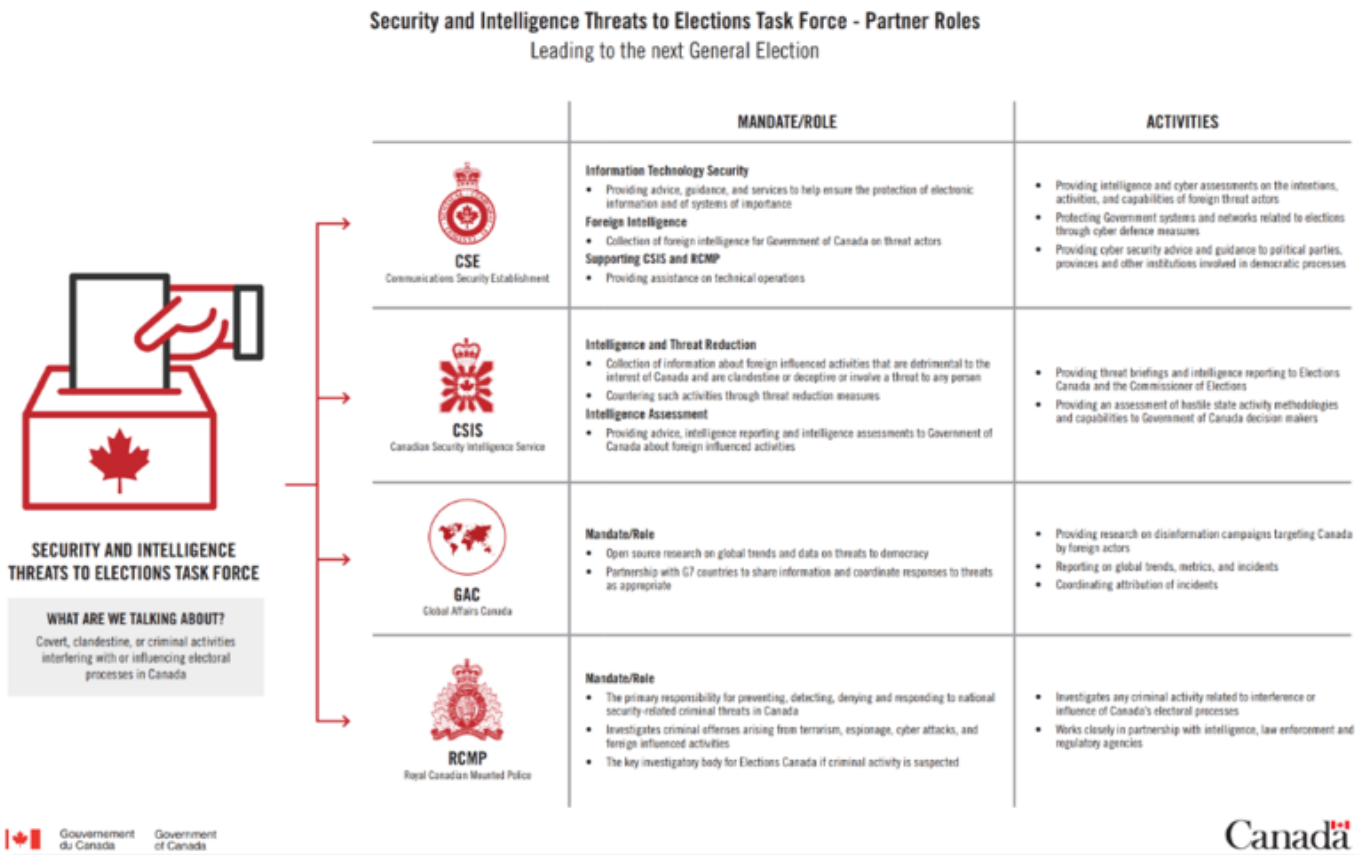 Security and Intelligence Threats to Elections Task Force - Partner Roles
Leading to the next General Election
MANDATE/ROLE
ACTIVITIES
CSE
Communications Security Establishment
Information Technology Security
• Providing advice, guidance, and services to help ensure the protection of electronic
information and of systems of importance
Foreign Intelligence
• Collection of foreign intelligence for Government of Canada on threat actors
Supporting CSIS and RCMP
• Providing assistance on technical operations
• Providing intelligence and cyber assessments on the intentions,
activities, and capabilities of foreign threat actors
• Protecting Government systems and networks related to elections
through cyber defence measures
• Providing cyber security advice and guidance to political parties,
provinces and other institutions involved in democratic processes
CSIS
Canadian Security Intelligence Service
Intelligence and Threat Reduction
• Collection of information about foreign influenced activities that are detrimental to the
interest of Canada and are clandestine or deceptive or involve a threat to any person
• Countering such activities through threat reduction measures
Intelligence Assessment
• Providing advice, intelligence reporting and intelligence assessments to Government of
Canada about foreign influenced activities
• Providing threat briefings and intelligence reporting to Elections
Canada and the Commissioner of Elections
• Providing an assessment of hostile state activity methodologies
and capabilities to Government of Canada decision makers
GAC
Global Affairs Canada
Mandate/Role
• Open source research on global trends and data on threats to democracy
• Partnership with G7 countries to share information and coordinate responses to threats
as appropriate
• Providing research on disinformation campaigns targeting Canada
by foreign actors
• Reporting on global trends, metrics, and incidents
• Coordinating attribution of incidents
RCMP
Royal Canadian Mounted Police
Mandate/Role
• The primary responsibility for preventing, detecting, denying and responding to national
security-related criminal threats in Canada
• Investigates criminal offenses arising from terrorism, espionage, cyber attacks, and
foreign influenced activities
• The key investigatory body for Elections Canada if criminal activity is suspected
• Investigates any criminal activity related to interference or
influence of Canada's electoral processes
• Works closely in partnership with intelligence, law enforcement and
regulatory agencies
SECURITY AND INTELLIGENCE
THREATS TO ELECTIONS TASK FORCE
WHAT ARE WE TALKING ABOUT?
Covert, clandestine, or criminal activities
interfering with or influencing electoral
processes in Canada
Gouvernement
du Canada
Government
of Canada
Canada